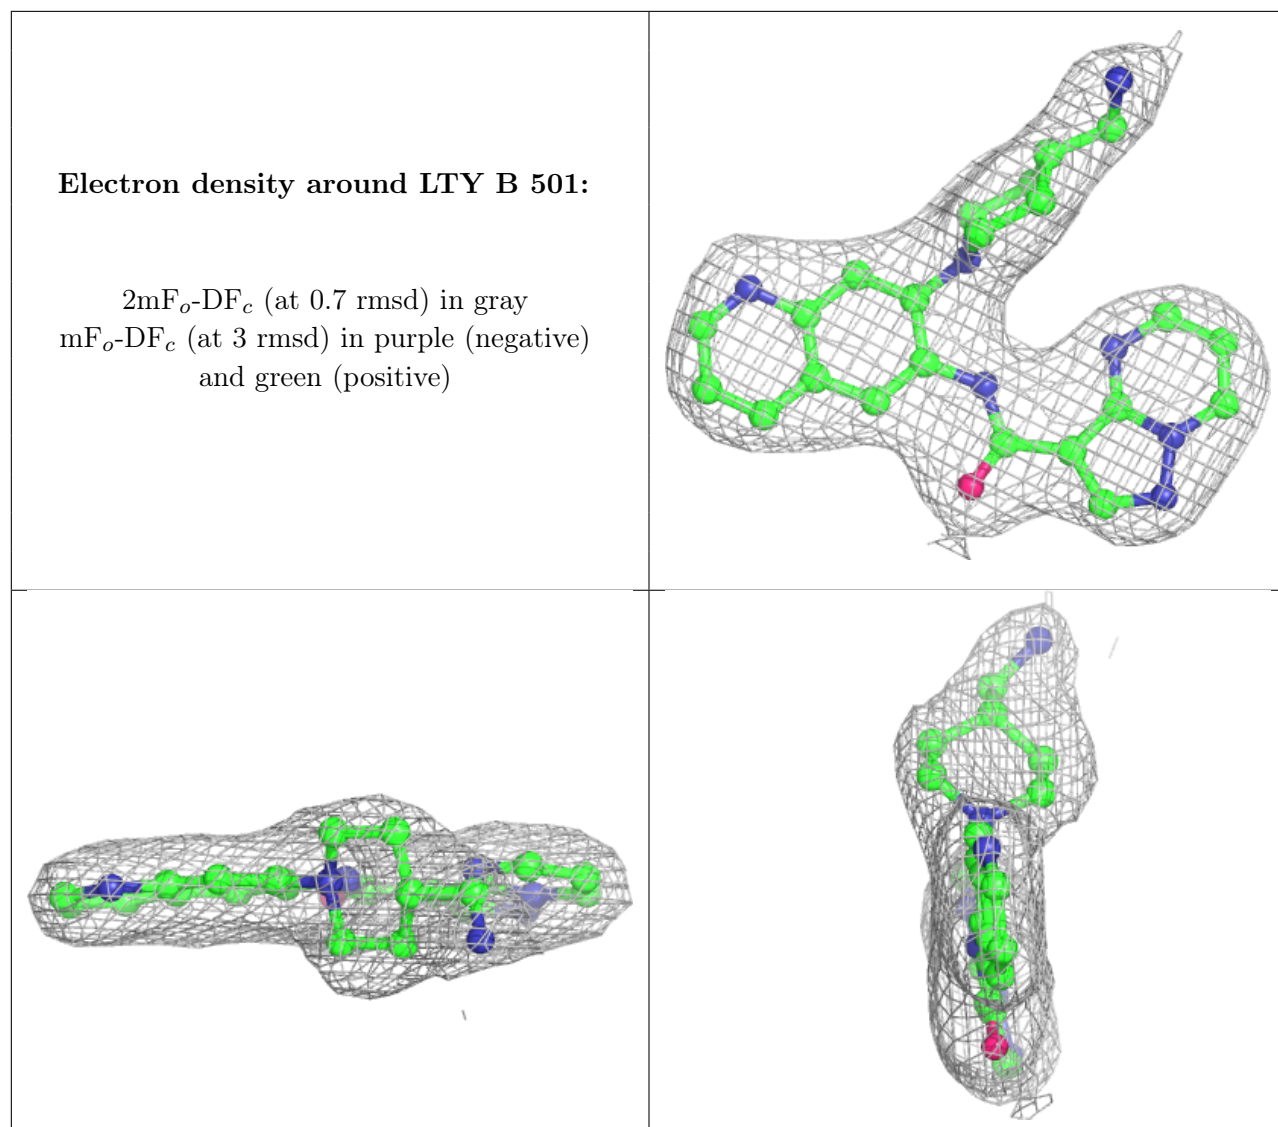 Electron density around LTY B 501:
2mFo-DFc (at 0.7 rmsd) in gray
mFo-DFc (at 3 rmsd) in purple (negative)
and green (positive)